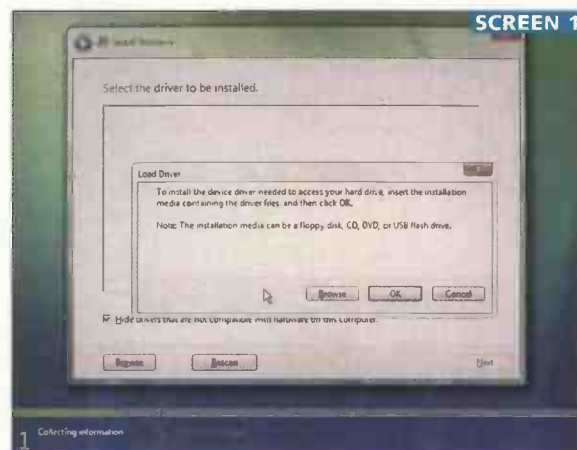 SCREEN 1
Install Windows
Select the driver to be installed.
Load Driver
To install the device driver needed to access your hard drive, insert the installation
media containing the driver files, and then click OK.
Note: The installation media can be a floppy disk, CD, DVD, or USB flash drive.
Browse
OK
Cancel
Hide drivers that are not compatible with hardware on this computer.
Browse
Rescan
Next
1
Collecting information